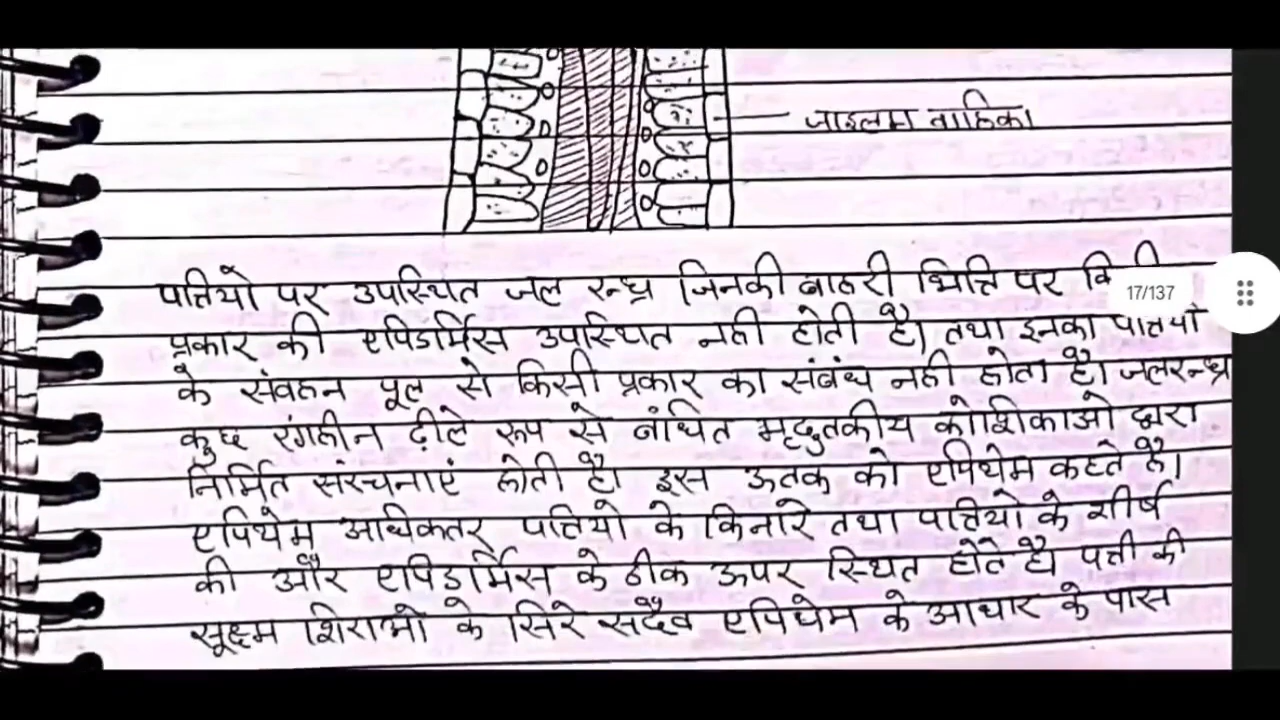 जाइलम वाहिका
पत्तियो पर उपस्थित जल रन्ध्र जिनकी बाहरी भित्ति पर
17/137
प्रकार की एपिडर्मिस उपस्थित नही होती है। तथा इनका पत्तियो
के संवहन पूल से किसी प्रकार का संबंध नही होता है। जलरन्ध्र
कुछ रंगहीन ढ़ीले रूप से बंधित मृदुतकीय कोशिकाओ द्वारा
निर्मित संरचनाएं होती है। इस ऊतक को एपिथेम कहते है।
एपिथेम अधिकतर पत्तियो के किनारे तथा पत्तियो के शीर्ष
की और एपिडर्मिस के ठीक ऊपर स्थित होते है। पत्ती की
सूक्ष्म शिराओ के सिरे सदैव एपिथेम के आधार के पास